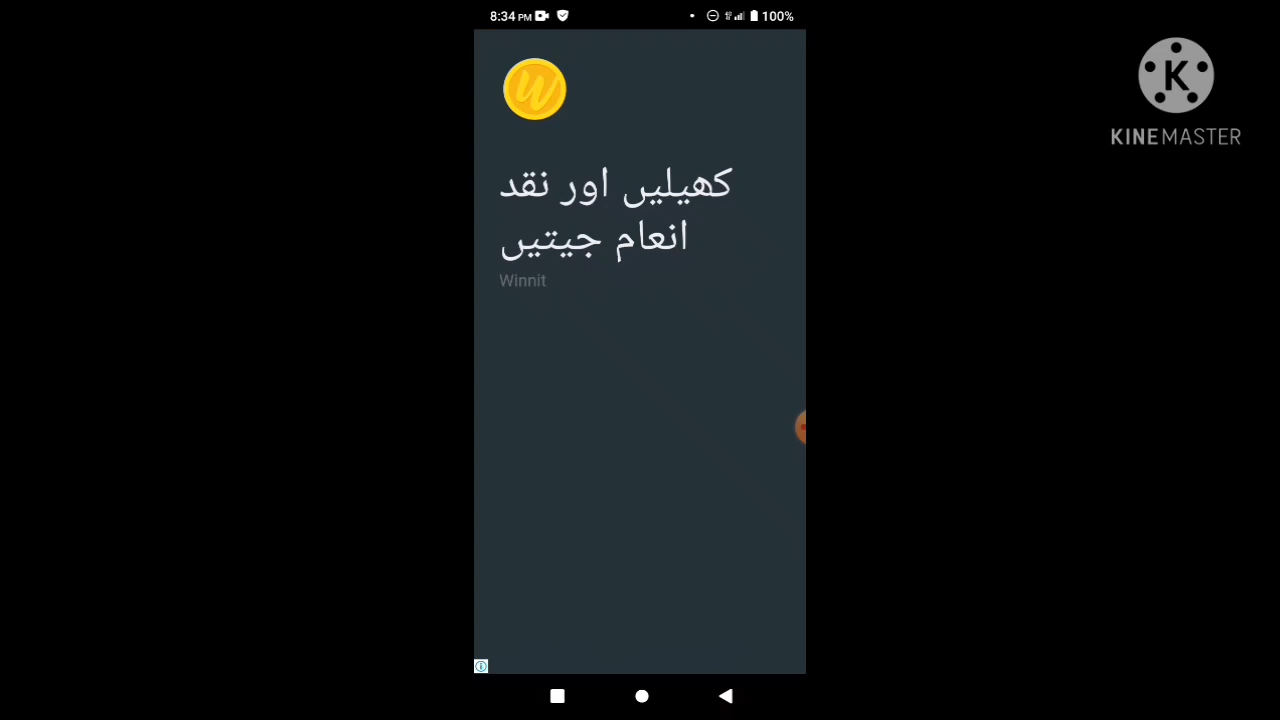 8:34 PM
100%
W
کھیلیں اور نقد
انعام جیتیں
Winnit
K
KINEMASTER